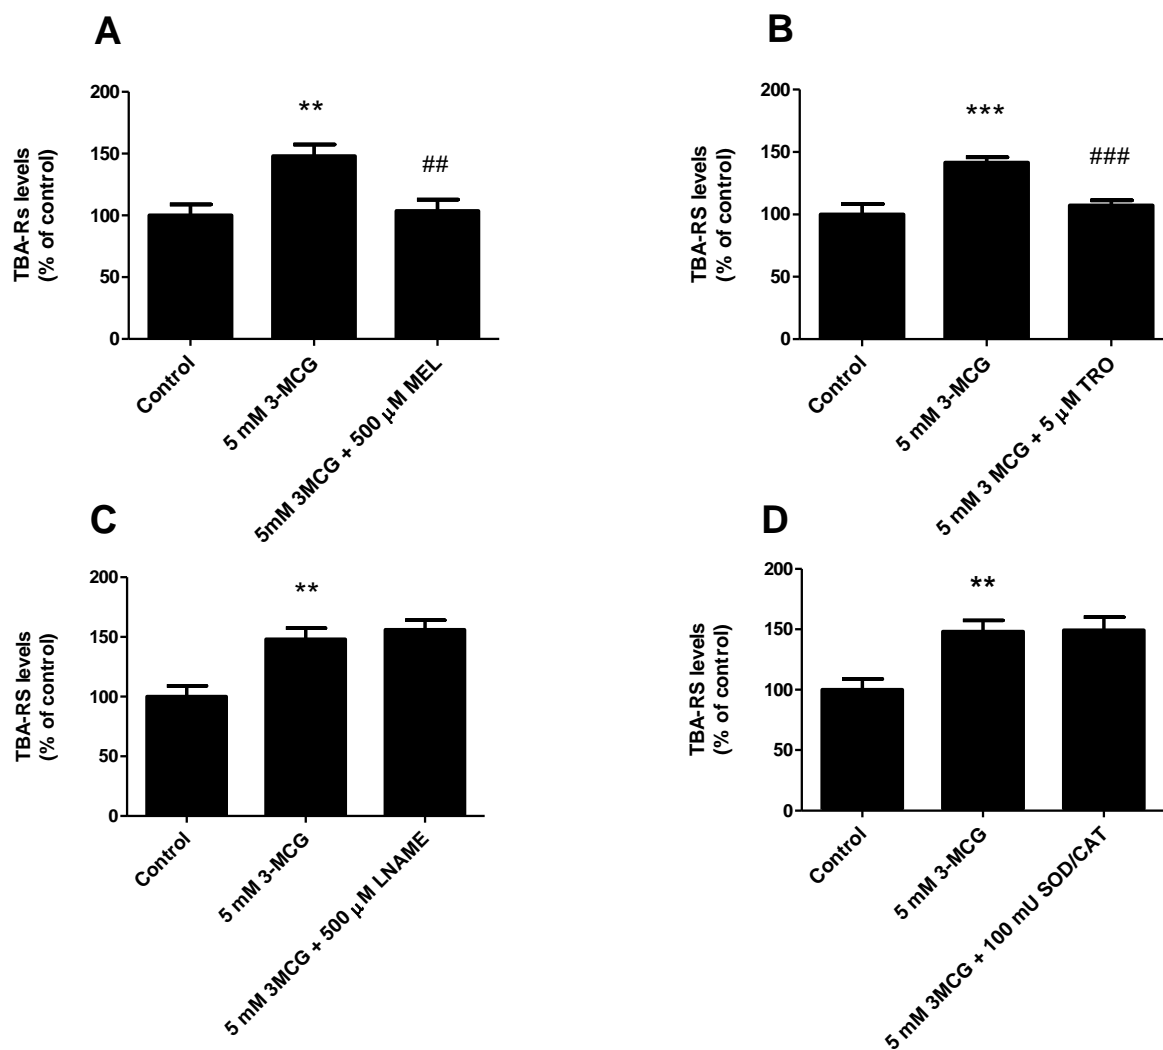 A
TBA-Rs levels
(% of control)
200
150
100
50
0
**
##
Control
5 mM 3-MCG
5mM 3MCG + 500 μM MEL
B
TBA-RS levels
(% of control)
200
150
100
50
0
***
###
Control
5 mM 3-MCG
5 mM 3 MCG + 5 μM TRO
C
TBA-RS levels
(% of control)
200
150
100
50
0
**
Control
5 mM 3-MCG
5 mM 3MCG + 500 μM LNAME
D
TBA-RS levels
(% of control)
200
150
100
50
0
**
Control
5 mM 3-MCG
5 mM 3MCG + 100 mU SOD/CAT